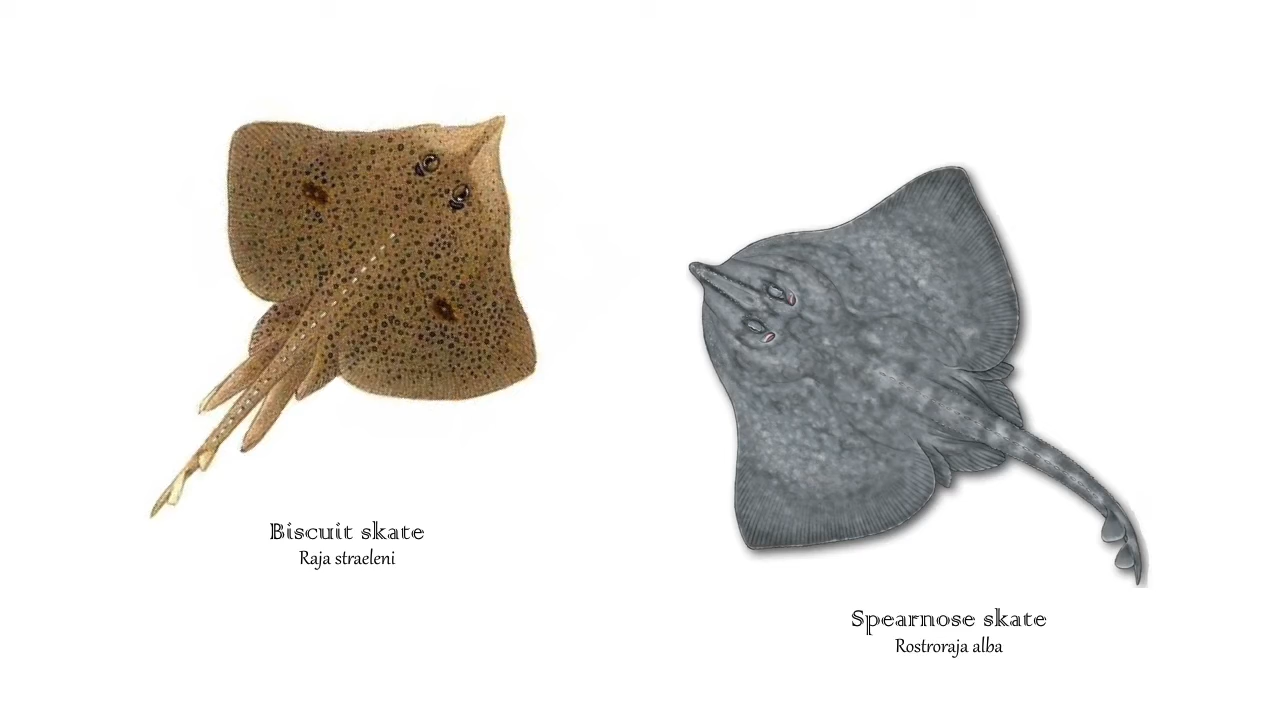 Biscuit skate
Raja straeleni
Spearnose skate
Rostroraja alba